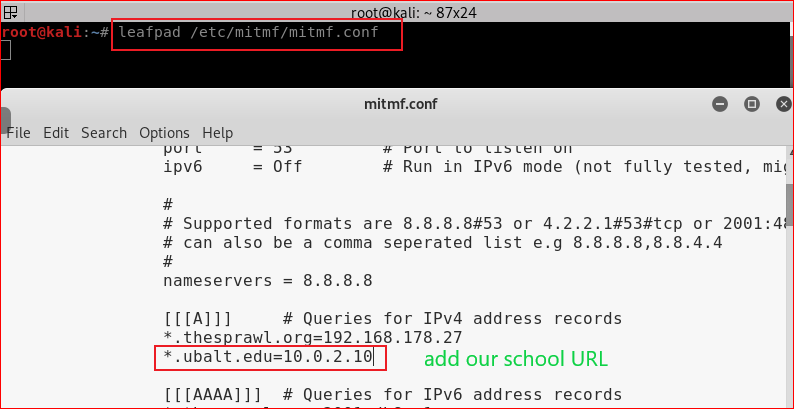 root@kali: ~ 87x24
root@kali:~# leafpad /etc/mitmf/mitmf.conf
mitmf.conf
File Edit Search Options Help
port = 53 # Port to listen on
ipv6 = Off # Run in IPv6 mode (not fully tested, mig
#
# Supported formats are 8.8.8.8#53 or 4.2.2.1#53#tcp or 2001:48
# can also be a comma seperated list e.g 8.8.8.8,8.8.4.4
#
nameservers = 8.8.8.8
[[[A]]] # Queries for IPv4 address records
*.thesprawl.org=192.168.178.27
*.ubalt.edu=10.0.2.10
add our school URL
[[[AAAA]]] # Queries for IPv6 address records